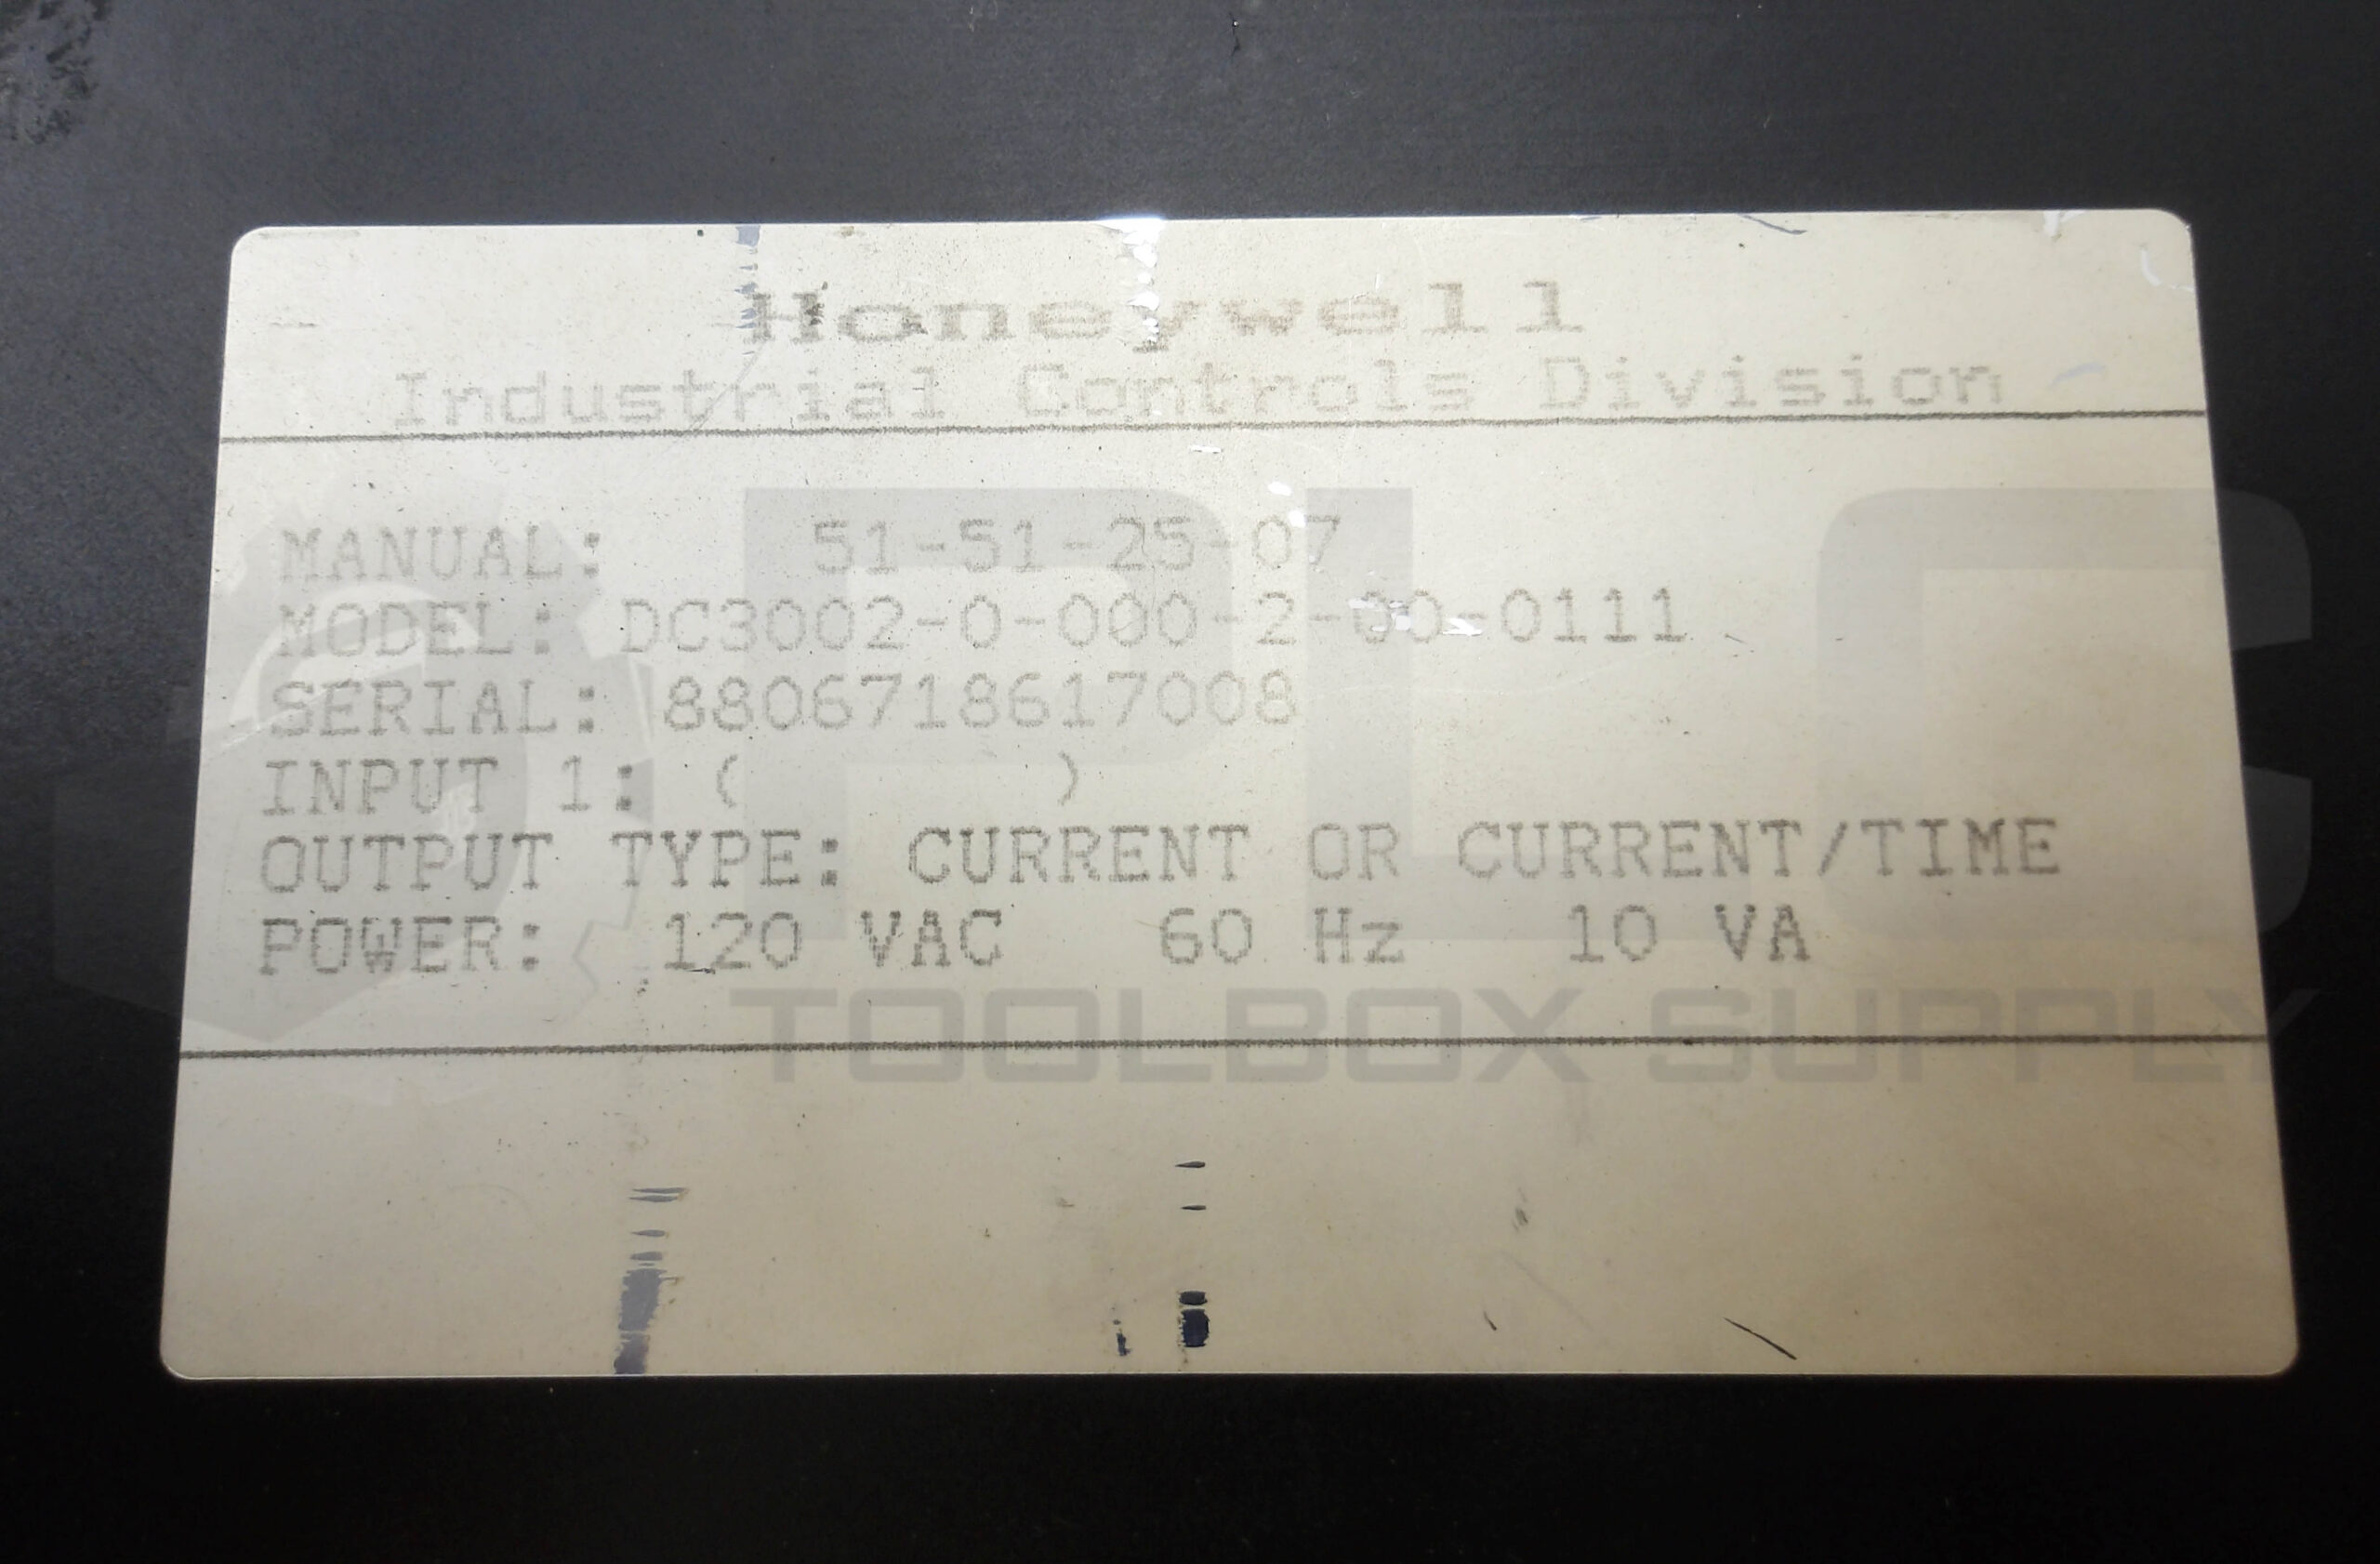 Honeywell
Industrial Controls Division
MANUAL: 51-51-25-07
MODEL: DC3002-0-000-2-00-0111
SERIAL: 8806718617008
INPUT 1: ( )
OUTPUT TYPE: CURRENT OR CURRENT/TIME
POWER: 120 VAC 60 Hz 10 VA
PLC
TOOLBOX SUPPLY